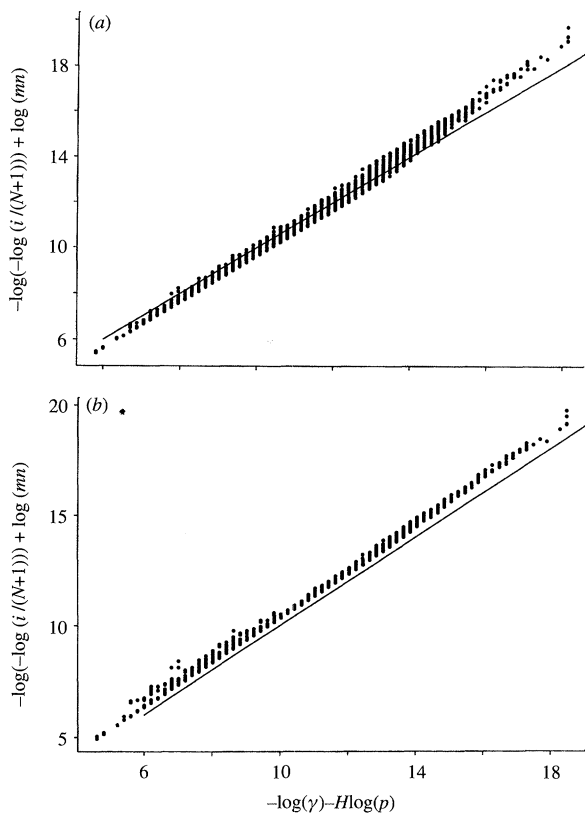 (a)
18
14
10
6
−log(−log (i /(N+1))) + log (mn)
(b)
20
15
10
5
−log(−log (i /(N+1))) + log (mn)
6 10 14 18
−log(γ)−Hlog(p)